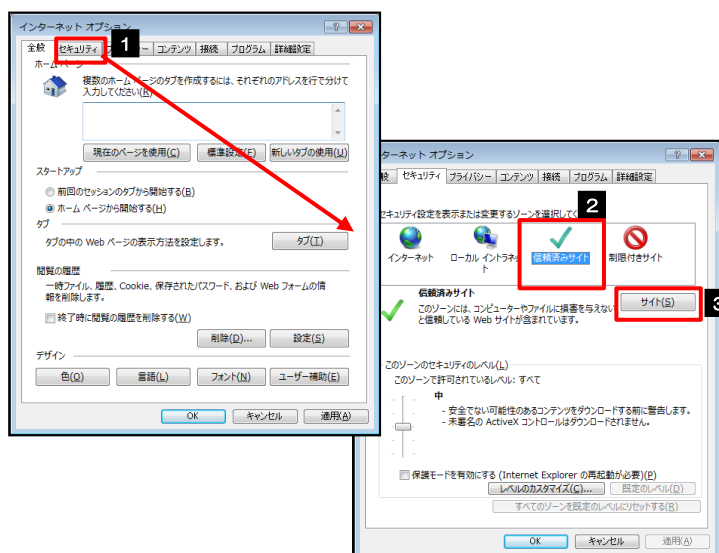 インターネット オプション
全般 セキュリティ コンテンツ 接続 プログラム 詳細設定
1
ホーム ページ
複数のホーム ページのタブを作成するには、それぞれのアドレスを行で分けて
入力してください(R)
現在のページを使用(C) 標準設定(F) 新しいタブの使用(U)
スタートアップ
前回のセッションのタブから開始する(B)
ホーム ページから開始する(H)
タブ
タブの中の Web ページの表示方法を設定します。 タブ(T)
閲覧の履歴
一時ファイル、履歴、Cookie、保存されたパスワード、および Web フォームの情
報を削除します。
終了時に閲覧の履歴を削除する(W)
削除(D)... 設定(S)
デザイン
色(O) 言語(L) フォント(N) ユーザー補助(E)
OK キャンセル 適用(A)
ターネット オプション
セキュリティ プライバシー コンテンツ 接続 プログラム 詳細設定
セキュリティ設定を表示または変更するゾーンを選択してく
2
インターネット ローカル イントラネット 信頼済みサイト 制限付きサイト
信頼済みサイト
このゾーンには、コンピューターやファイルに損害を与えない
と信頼している Web サイトが含まれています。
サイト(S)
3
このゾーンのセキュリティのレベル(L)
このゾーンで許可されているレベル: すべて
中
- 安全でない可能性のあるコンテンツをダウンロードする前に警告します。
- 未署名の ActiveX コントロールはダウンロードされません。
保護モードを有効にする (Internet Explorer の再起動が必要)(P)
レベルのカスタマイズ(C)... 既定のレベル(D)
すべてのゾーンを既定のレベルにリセットする(R)
OK キャンセル 適用(A)